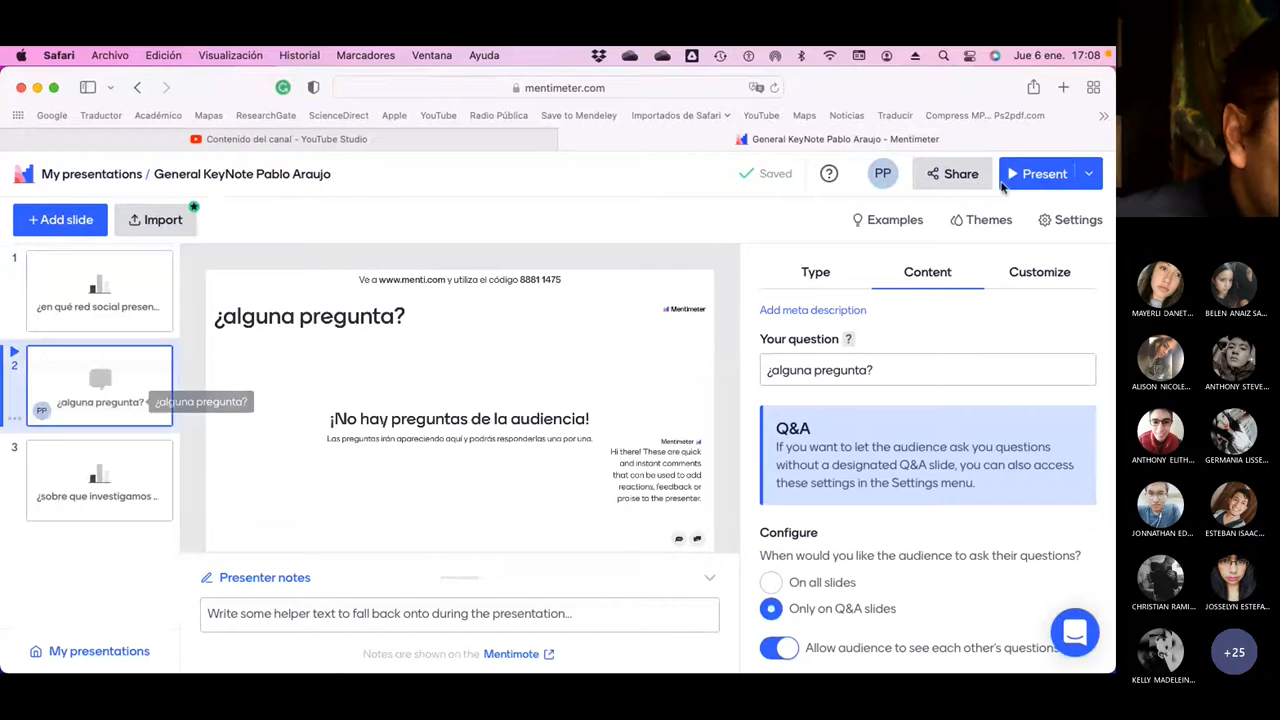 Safari Archivo Edición Visualización Historial Marcadores Ventana Ayuda Jue 6 ene. 17:08
mentimeter.com
Google Traductor Académico Mapas ResearchGate ScienceDirect Apple YouTube Radio Pública Save to Mendeley Importados de Safari YouTube Mapas Noticias Traducir Compress MP... Ps2pdf.com
Contenido del canal - YouTube Studio
General KeyNote Pablo Araujo - Mentimeter
My presentations / General KeyNote Pablo Araujo
Saved
?
PP
Share
Present
+ Add slide
Import
Examples
Themes
Settings
1
¿en qué red social presen...
2
¿alguna pregunta?
PP
¿alguna pregunta?
3
¿sobre que investigamos ...
My presentations
Ve a www.menti.com y utiliza el código 8881 1475
¿alguna pregunta?
Mentimeter
¡No hay preguntas de la audiencia!
Las preguntas irán apareciendo aquí y podrás responderlas una por una.
Mentimeter
Hi there! These are quick
and instant comments
that can be used to add
reactions, feedback or
praise to the presenter.
Presenter notes
Write some helper text to fall back onto during the presentation...
Notes are shown on the Mentimote
Type
Content
Customize
Add meta description
Your question ?
¿alguna pregunta?
Q&A
If you want to let the audience ask you questions
without a designated Q&A slide, you can also access
these settings in the Settings menu.
Configure
When would you like the audience to ask their questions?
On all slides
Only on Q&A slides
Allow audience to see each other's questions
MAYERLI DANET...
BELEN ANAIZ SA...
ALISON NICOLE...
ANTHONY STEVE...
ANTHONY ELITH...
GERMANIA LISSE...
JONNATHAN ED...
ESTEBAN ISAAC...
CHRISTIAN RAMI...
JOSSELYN ESTEFA...
KELLY MADELEIN...
+25